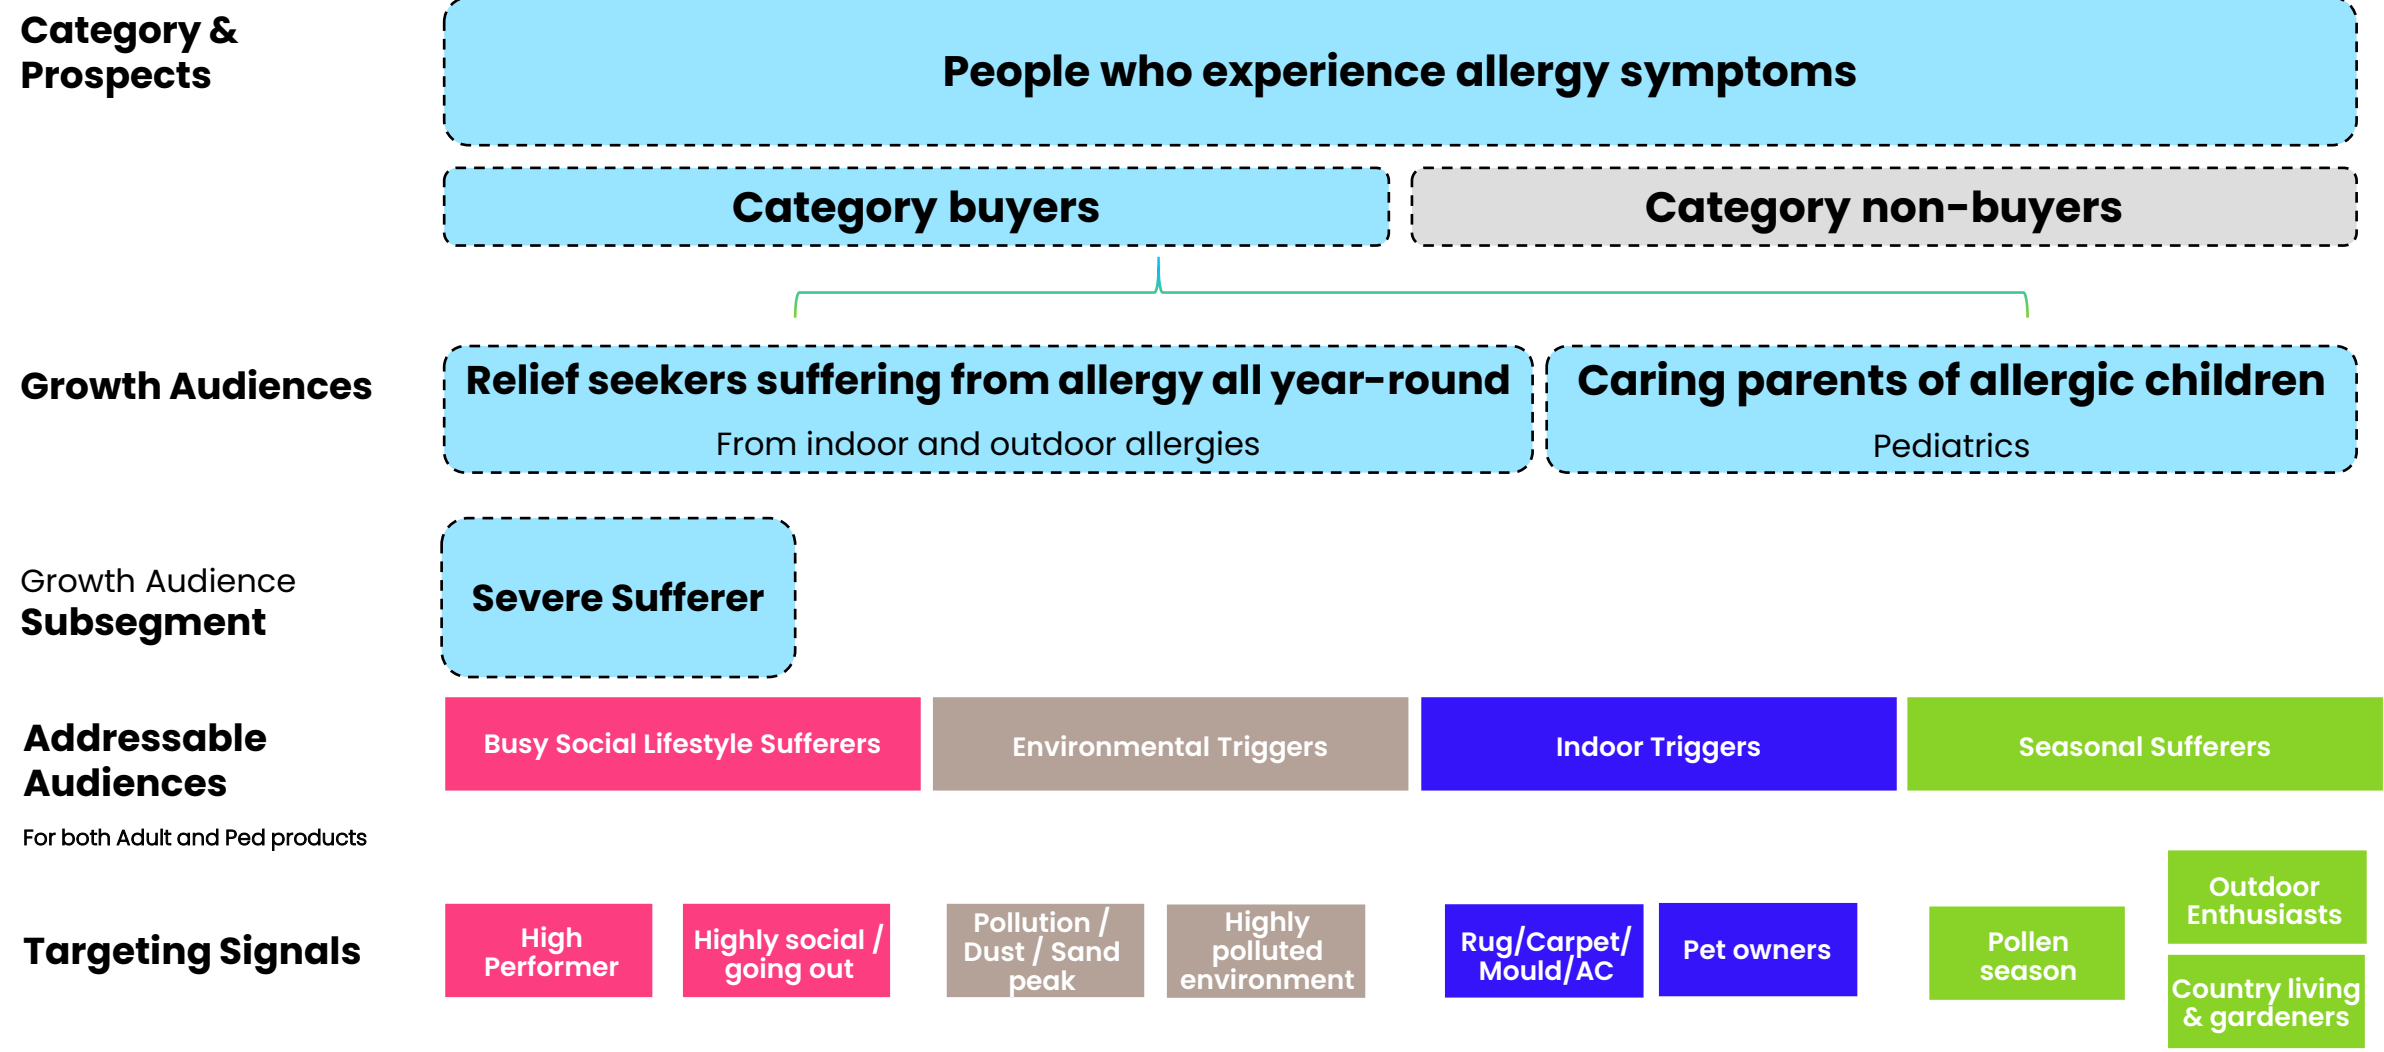 Category &
Prospects
People who experience allergy symptoms
Category buyers
Category non-buyers
Growth Audiences
Relief seekers suffering from allergy all year-round
From indoor and outdoor allergies
Caring parents of allergic children
Pediatrics
Growth Audience
Subsegment
Severe Sufferer
Addressable
Audiences
For both Adult and Ped products
Busy Social Lifestyle Sufferers
Environmental Triggers
Indoor Triggers
Seasonal Sufferers
Targeting Signals
High
Performer
Highly social /
going out
Pollution /
Dust / Sand
peak
Highly
polluted
environment
Rug/Carpet/
Mould/AC
Pet owners
Pollen
season
Outdoor
Enthusiasts
Country living
& gardeners